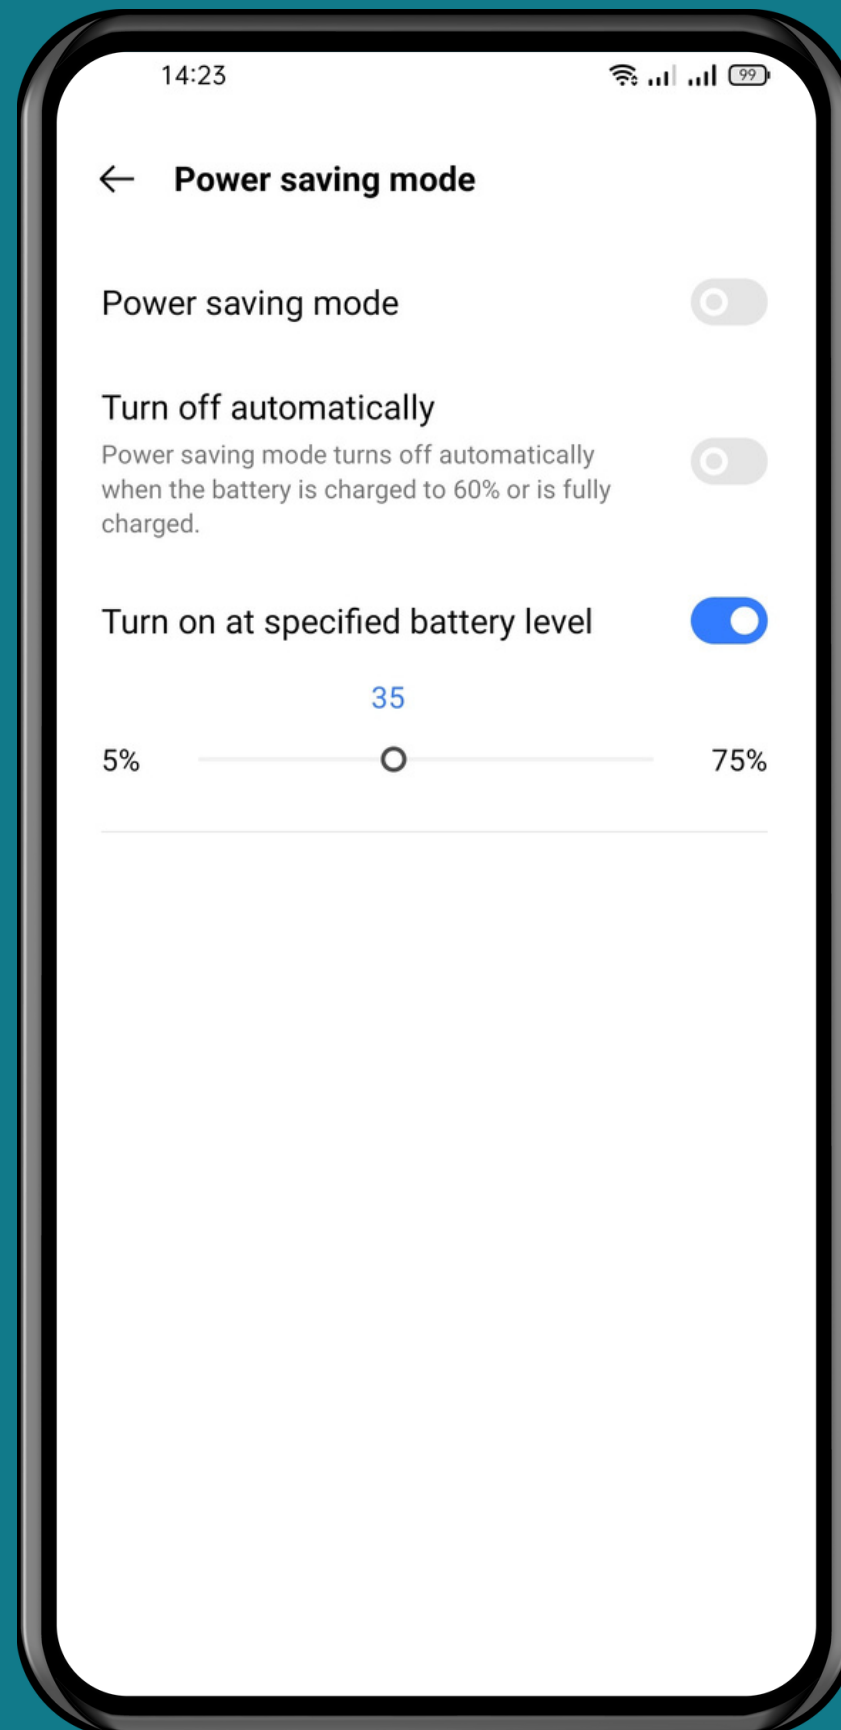 14:23 99
Power saving mode
Power saving mode
Turn off automatically
Power saving mode turns off automatically
when the battery is charged to 60% or is fully
charged.
Turn on at specified battery level
35
5% 75%